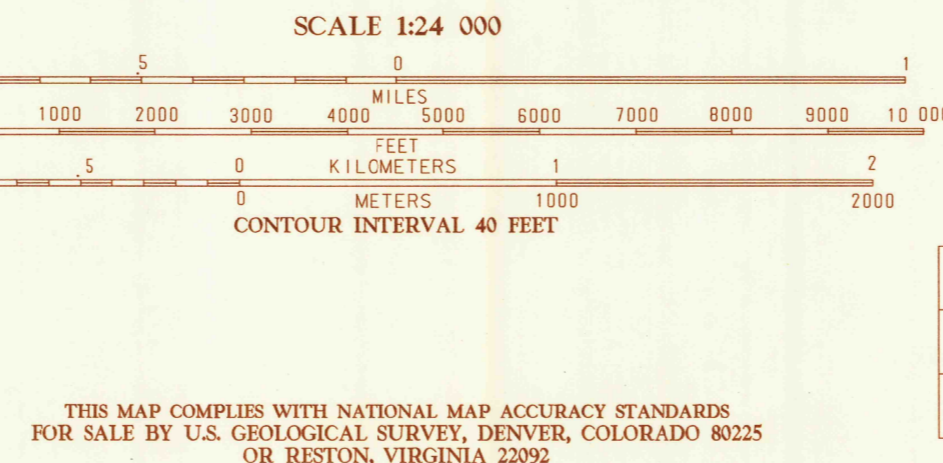 SCALE 1:24 000
.5 0 1
MILES
1000 2000 3000 4000 5000 6000 7000 8000 9000 10 000
FEET
.5 0 KILOMETERS 1 2
0 METERS 1000 2000
CONTOUR INTERVAL 40 FEET
THIS MAP COMPLIES WITH NATIONAL MAP ACCURACY STANDARDS
FOR SALE BY U.S. GEOLOGICAL SURVEY, DENVER, COLORADO 80225
OR RESTON, VIRGINIA 22092